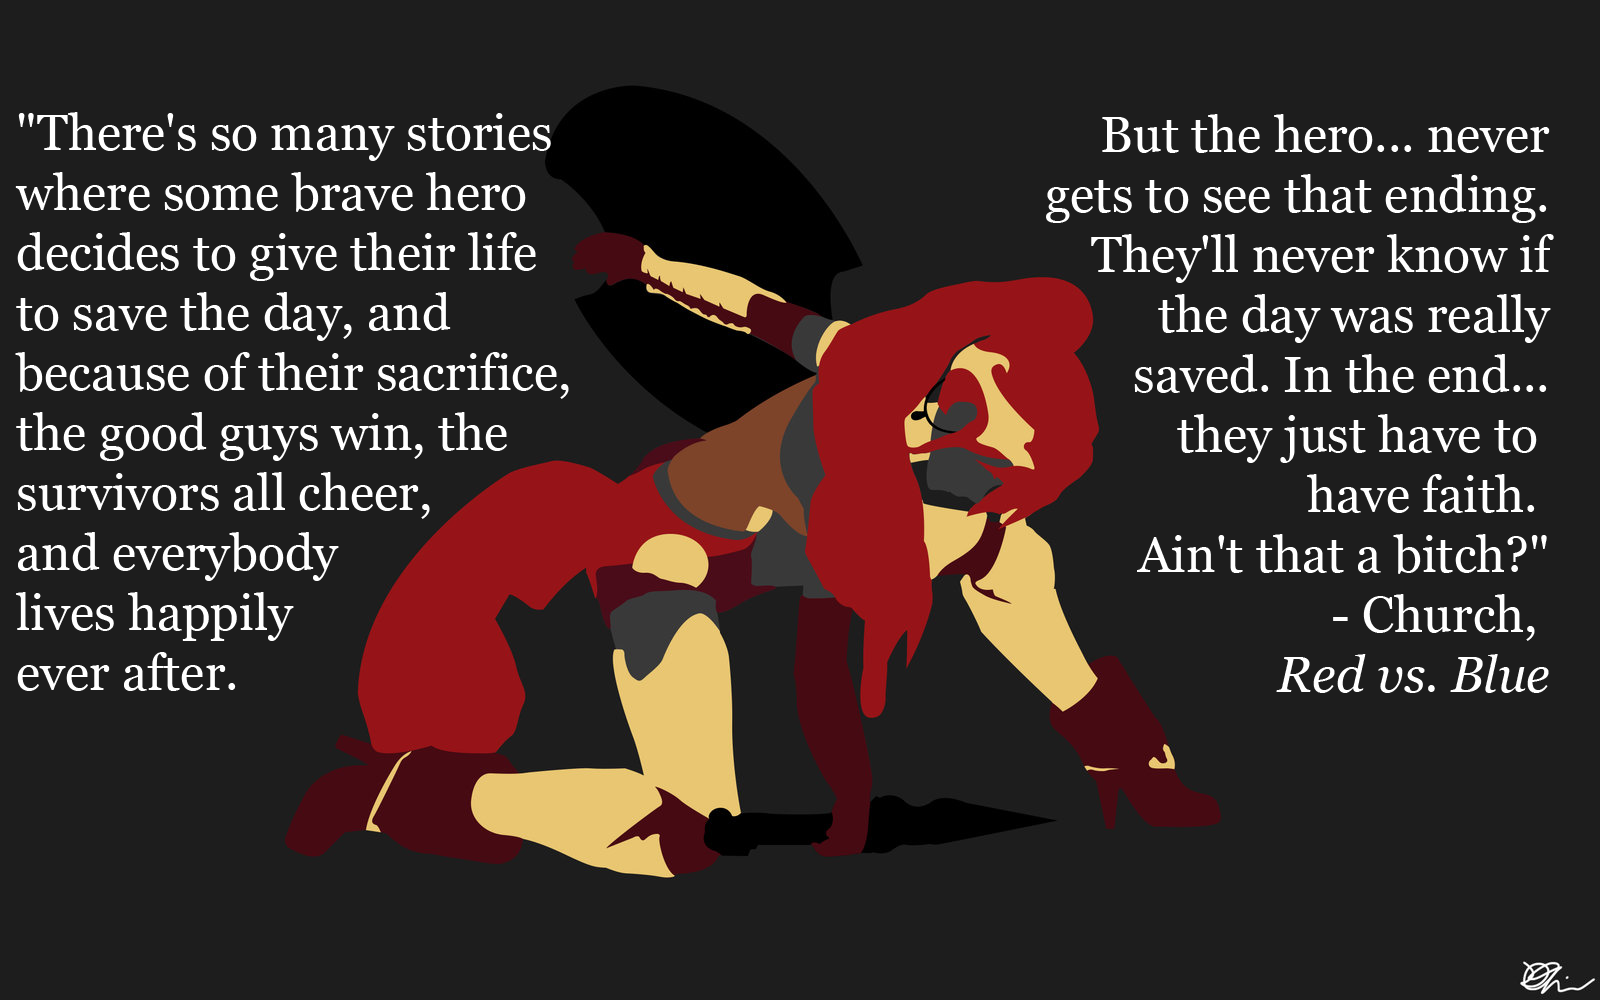 "There's so many stories
where some brave hero
decides to give their life
to save the day, and
because of their sacrifice,
the good guys win, the
survivors all cheer,
and everybody
lives happily
ever after.
But the hero... never
gets to see that ending.
They'll never know if
the day was really
saved. In the end...
they just have to
have faith.
Ain't that a bitch?"
- Church,
Red vs. Blue